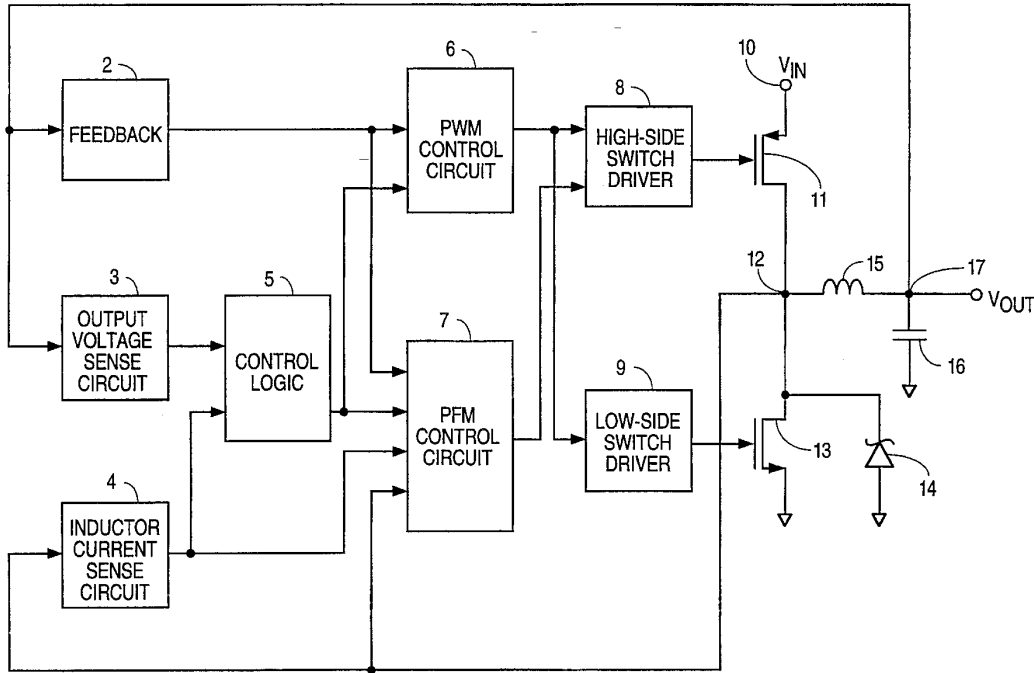 2
FEEDBACK
6
PWM
CONTROL
CIRCUIT
8
HIGH-SIDE
SWITCH
DRIVER
10
VIN
11
3
OUTPUT
VOLTAGE
SENSE
CIRCUIT
5
CONTROL
LOGIC
7
PFM
CONTROL
CIRCUIT
12
15
17
VOUT
16
9
LOW-SIDE
SWITCH
DRIVER
13
14
4
INDUCTOR
CURRENT
SENSE
CIRCUIT